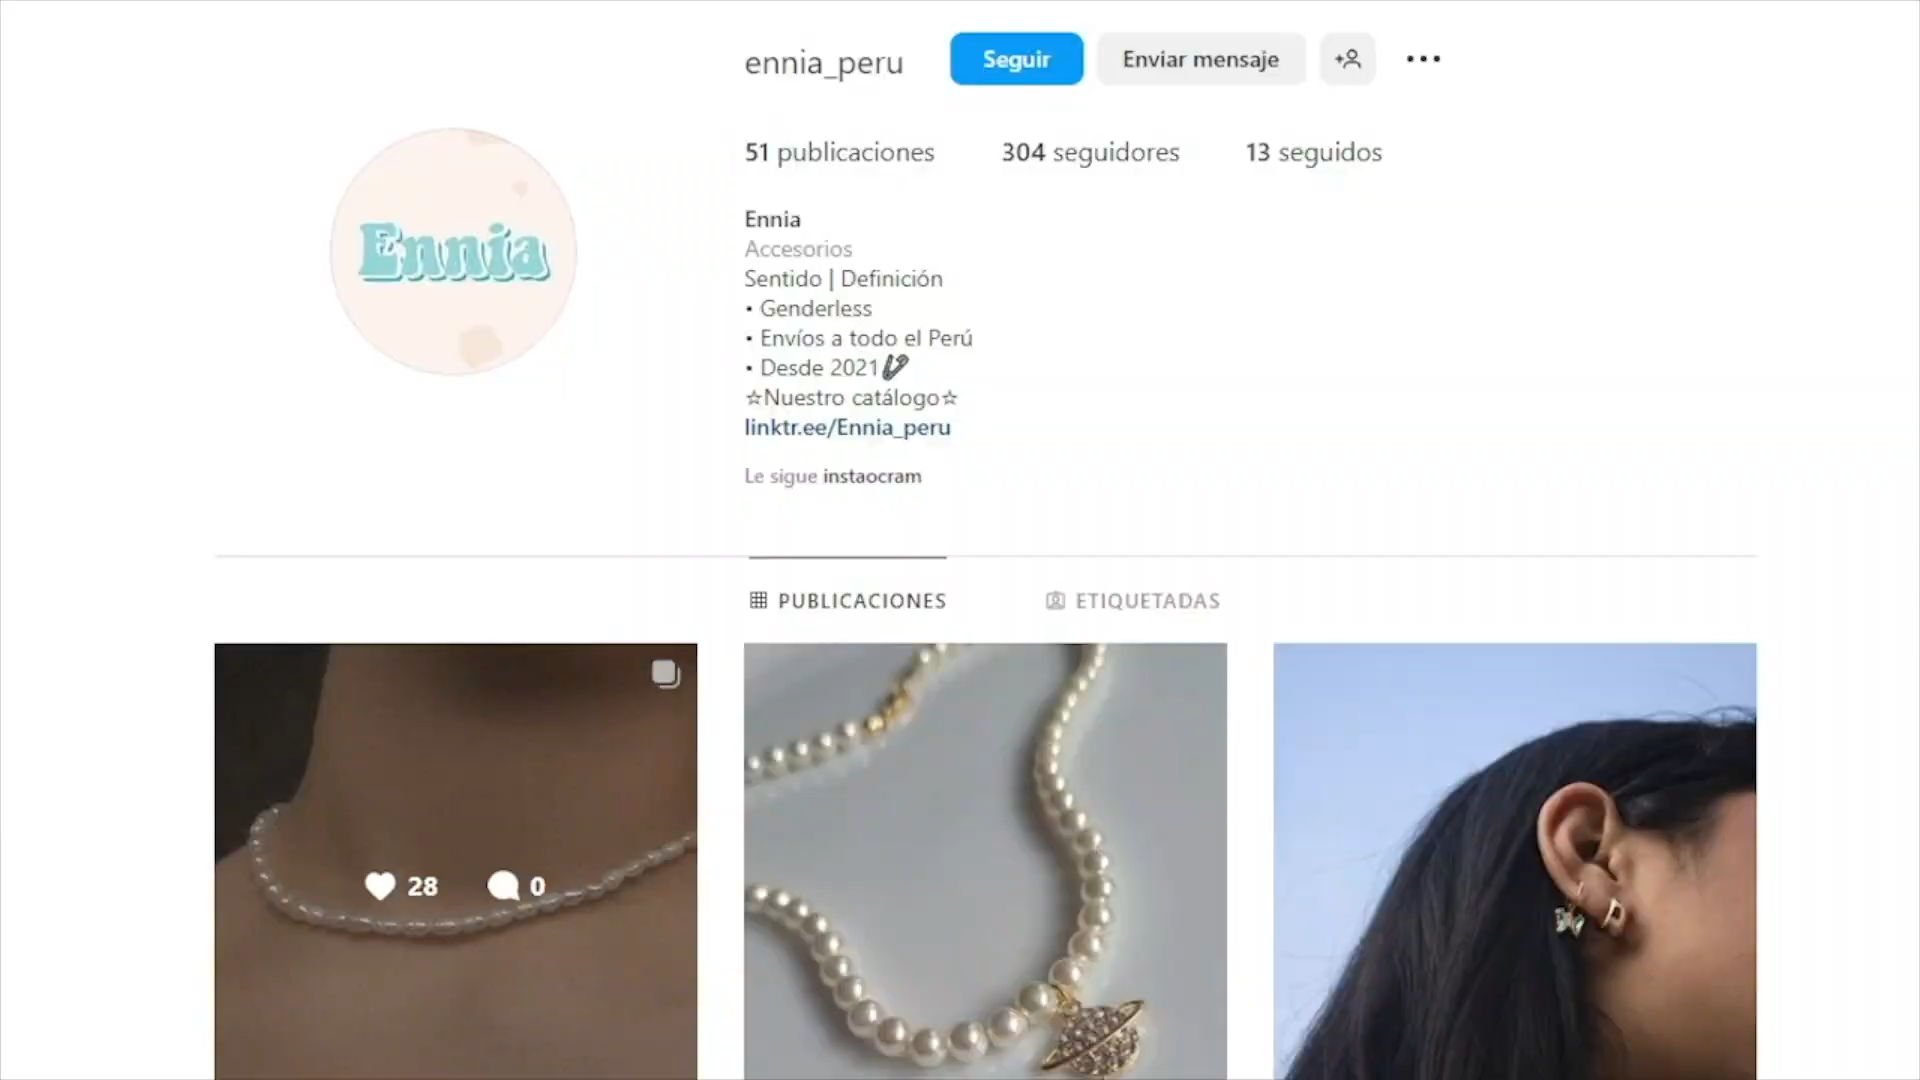 ennia_peru Seguir Enviar mensaje
51 publicaciones 304 seguidores 13 seguidos
Ennia
Ennia
Accesorios
Sentido | Definición
• Genderless
• Envíos a todo el Perú
• Desde 2021
☆Nuestro catálogo☆
linktr.ee/Ennia_peru
Le sigue instaocram
PUBLICACIONES ETIQUETADAS
28 0